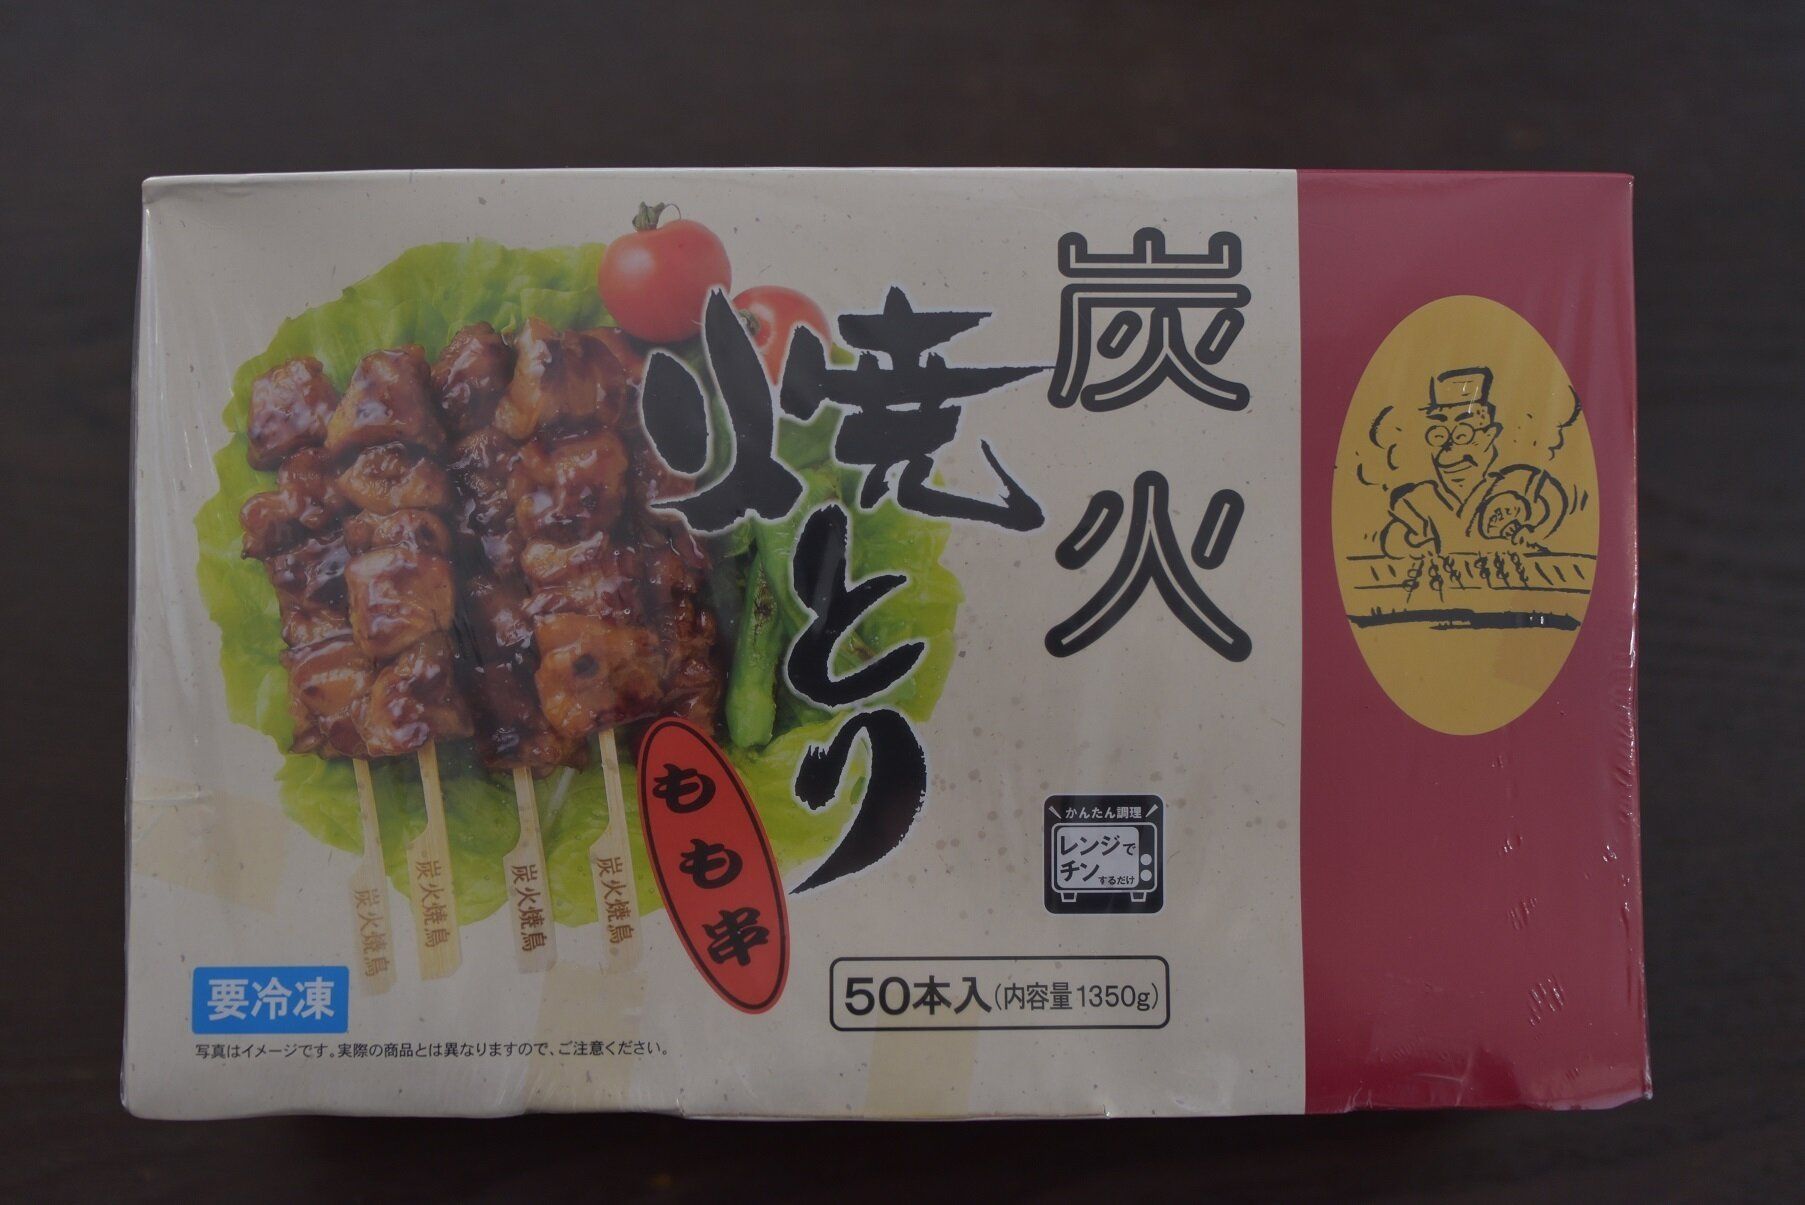 炭火
焼とり
もも串
炭火焼鳥
炭火焼鳥
炭火焼鳥
炭火焼鳥
かんたん調理
レンジで
チンするだけ
50本入(内容量1350g)
要冷凍
写真はイメージです。実際の商品とは異なりますので、ご注意ください。